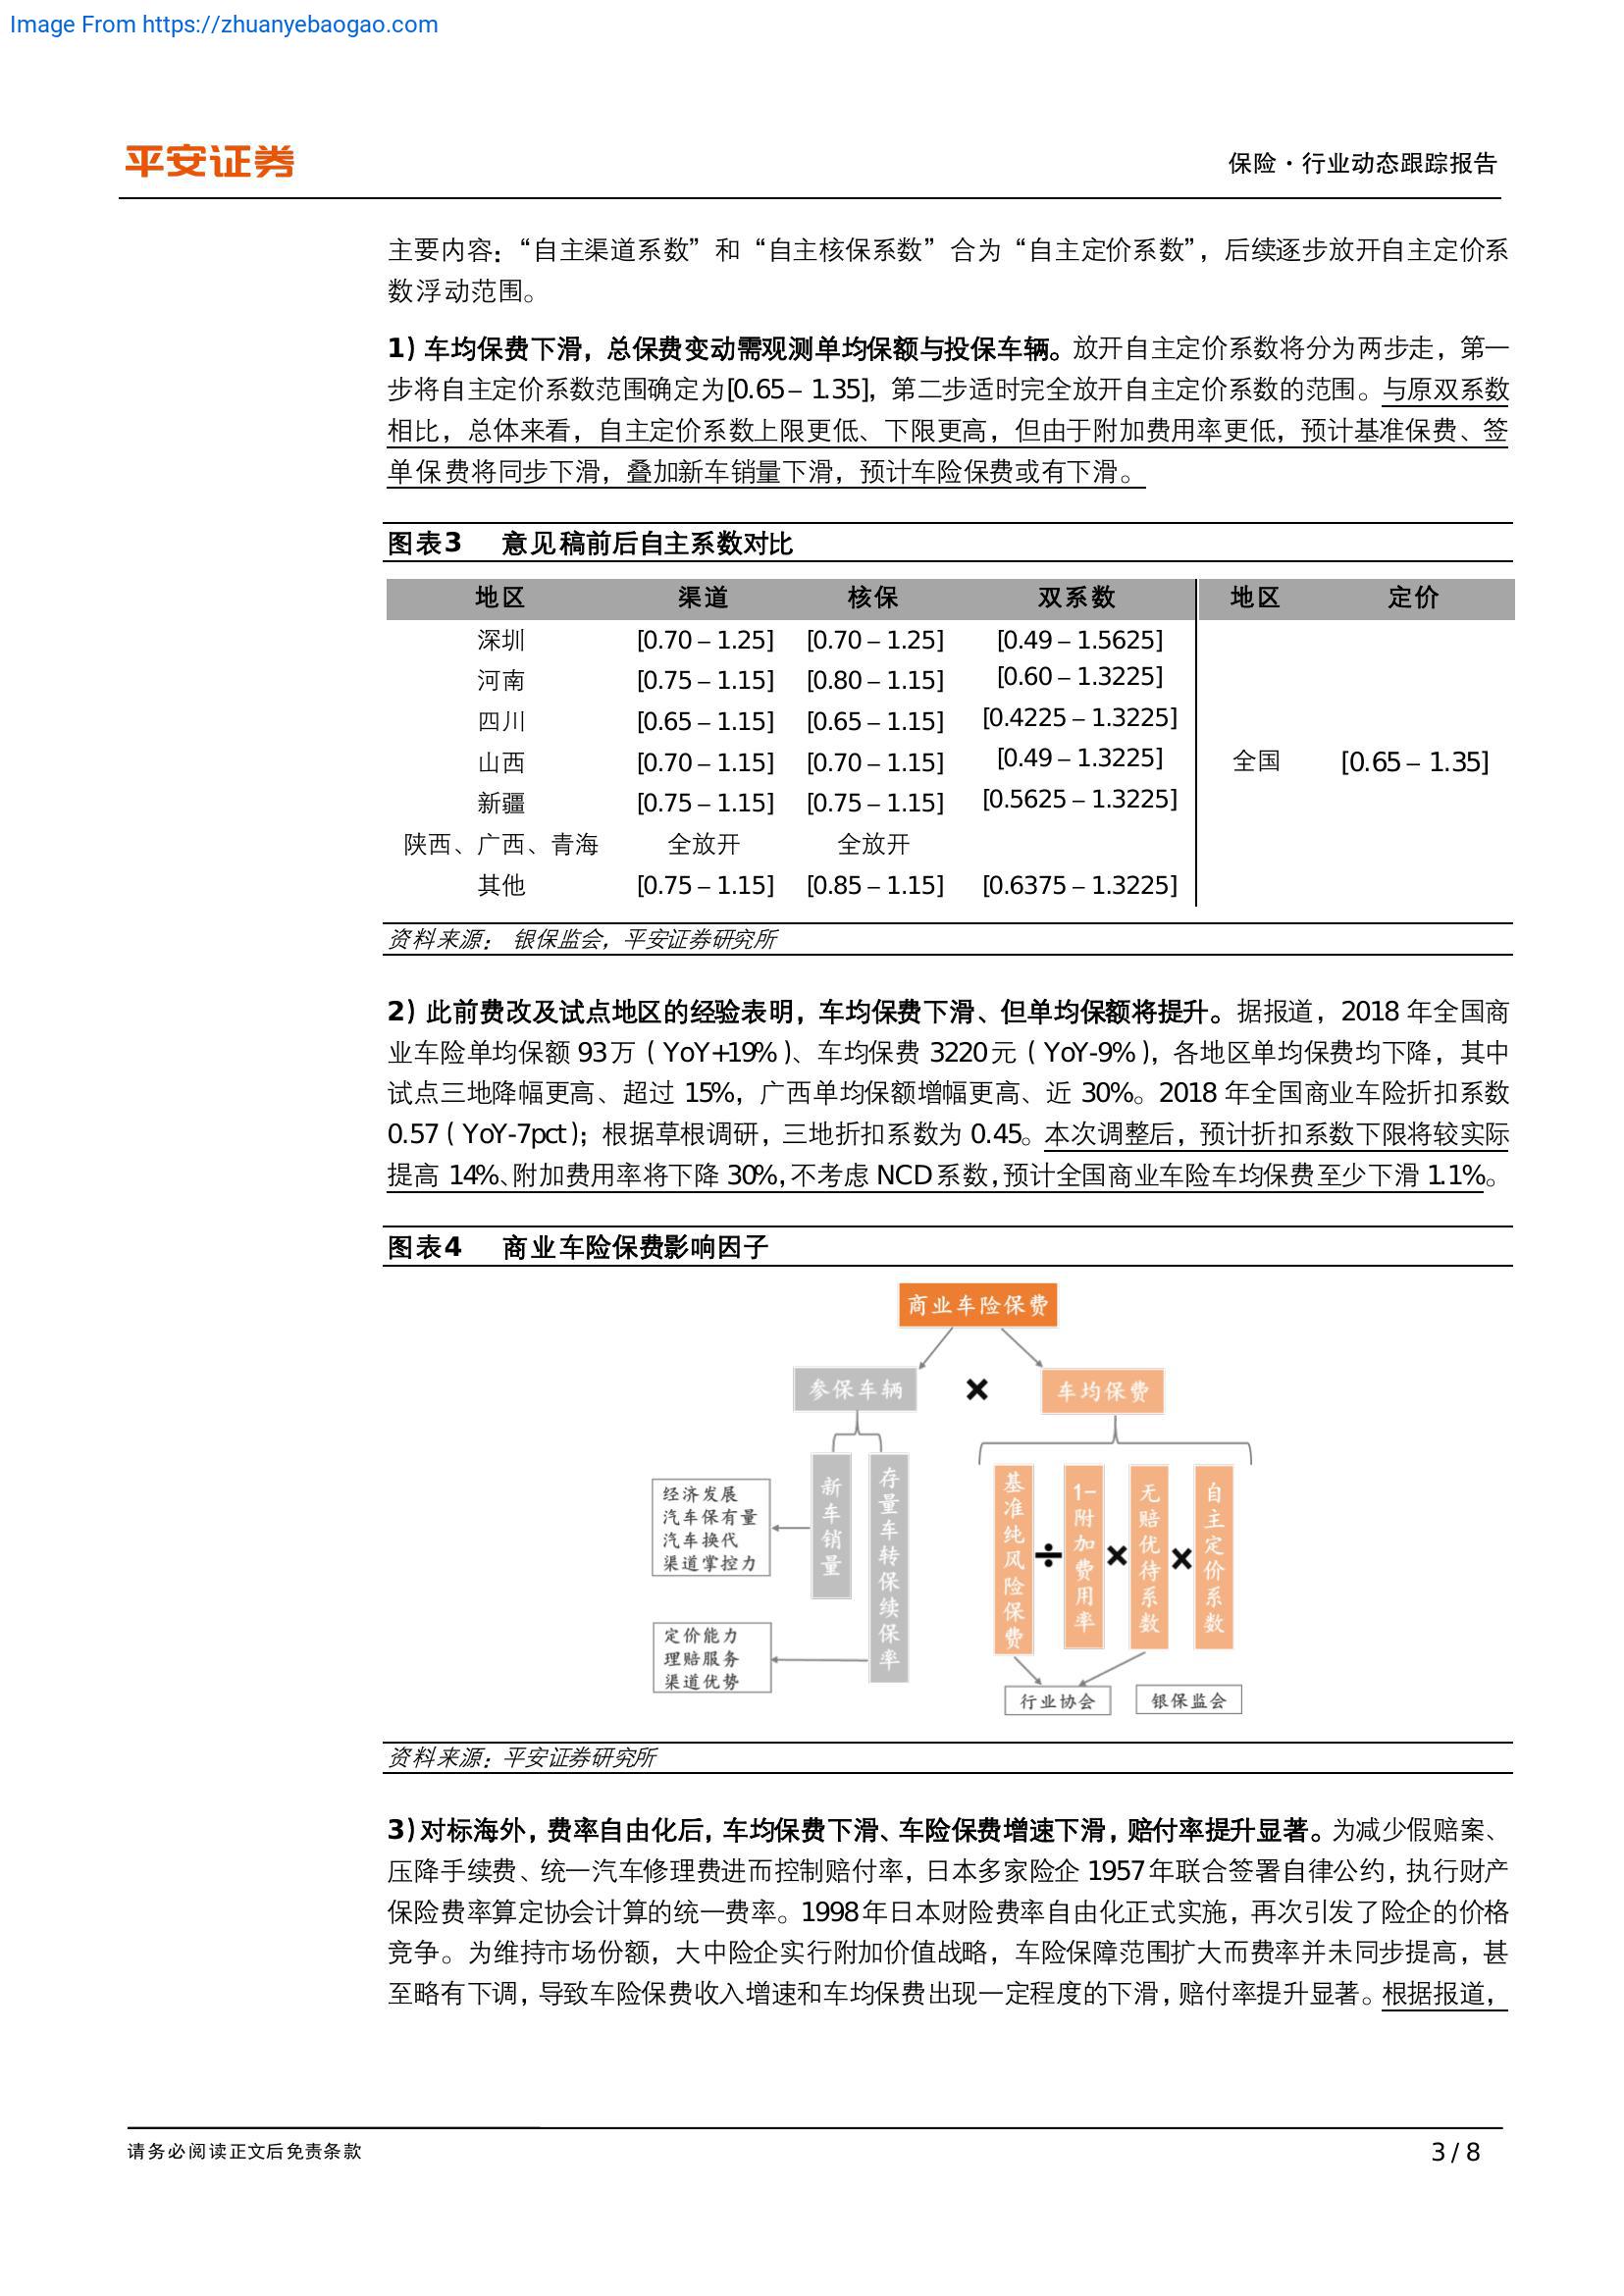 Image From https://zhuanyebaogao.com
平安证券
保险·行业动态跟踪报告
主要内容：“自主渠道系数”和“自主核保系数”合为“自主定价系数”，后续逐步放开自主定价系
数浮动范围。
1）车均保费下滑，总保费变动需观测单均保额与投保车辆。放开自主定价系数将分为两步走，第一
步将自主定价系数范围确定为[0.65 – 1.35]，第二步适时完全放开自主定价系数的范围。与原双系数
相比，总体来看，自主定价系数上限更低、下限更高，但由于附加费用率更低，预计基准保费、签
单保费将同步下滑，叠加新车销量下滑，预计车险保费或有下滑。
图表3 意见稿前后自主系数对比
地区 渠道 核保 双系数 地区 定价
深圳 [0.70 – 1.25] [0.70 – 1.25] [0.49 – 1.5625]
河南 [0.75 – 1.15] [0.80 – 1.15] [0.60 – 1.3225]
四川 [0.65 – 1.15] [0.65 – 1.15] [0.4225 – 1.3225]
山西 [0.70 – 1.15] [0.70 – 1.15] [0.49 – 1.3225] 全国 [0.65 – 1.35]
新疆 [0.75 – 1.15] [0.75 – 1.15] [0.5625 – 1.3225]
陕西、广西、青海 全放开 全放开
其他 [0.75 – 1.15] [0.85 – 1.15] [0.6375 – 1.3225]
资料来源： 银保监会，平安证券研究所
2）此前费改及试点地区的经验表明，车均保费下滑、但单均保额将提升。据报道，2018 年全国商
业车险单均保额 93 万（YoY+19%）、车均保费 3220 元（YoY-9%），各地区单均保费均下降，其中
试点三地降幅更高、超过 15%，广西单均保额增幅更高、近 30%。2018 年全国商业车险折扣系数
0.57（YoY-7pct）；根据草根调研，三地折扣系数为 0.45。本次调整后，预计折扣系数下限将较实际
提高 14%、附加费用率将下降 30%，不考虑 NCD 系数，预计全国商业车险车均保费至少下滑 1.1%。
图表4 商业车险保费影响因子
商业车险保费
参保车辆 × 车均保费
新车销量
存量车转保续保率
经济发展
汽车保有量
汽车换代
渠道掌控力
定价能力
理赔服务
渠道优势
基准纯风险保费
÷
1-附加费用率
×
无赔优待系数
×
自主定价系数
行业协会 银保监会
资料来源：平安证券研究所
3）对标海外，费率自由化后，车均保费下滑、车险保费增速下滑，赔付率提升显著。为减少假赔案、
压降手续费、统一汽车修理费进而控制赔付率，日本多家险企 1957 年联合签署自律公约，执行财产
保险费率算定协会计算的统一费率。1998 年日本财险费率自由化正式实施，再次引发了险企的价格
竞争。为维持市场份额，大中险企实行附加价值战略，车险保障范围扩大而费率并未同步提高，甚
至略有下调，导致车险保费收入增速和车均保费出现一定程度的下滑，赔付率提升显著。根据报道，
请务必阅读正文后免责条款
3 / 8